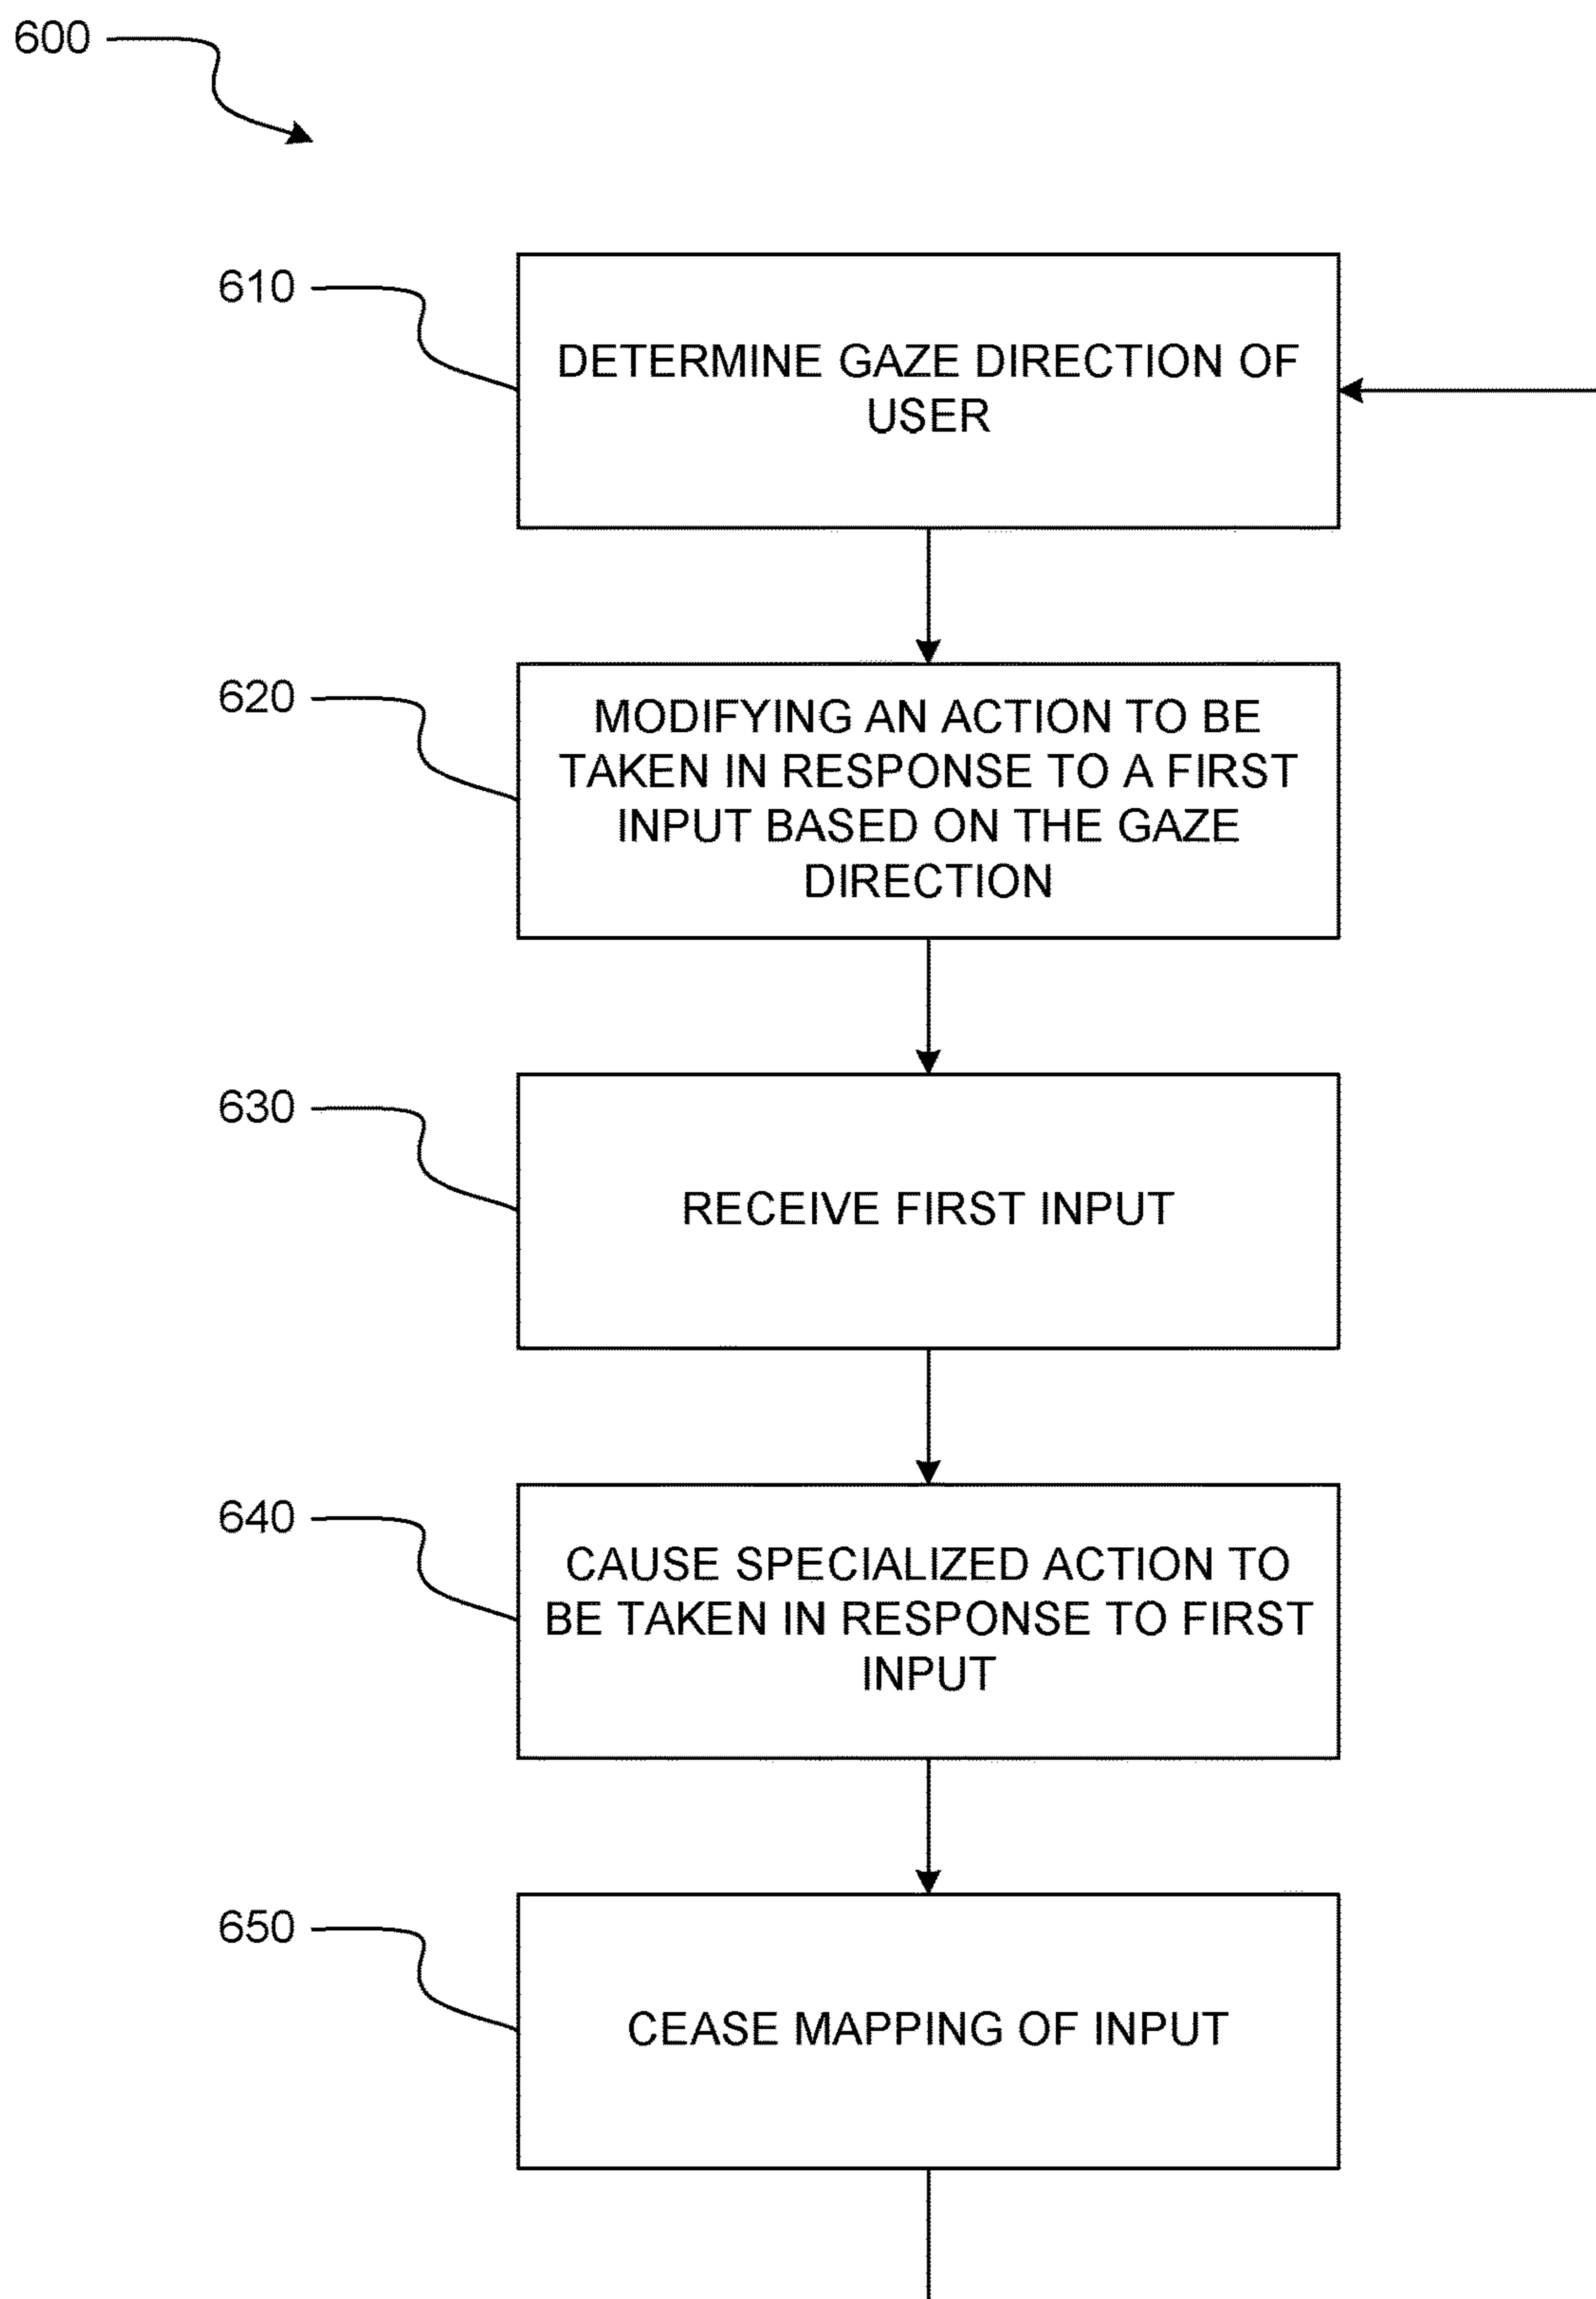 600
610
DETERMINE GAZE DIRECTION OF
USER
620
MODIFYING AN ACTION TO BE
TAKEN IN RESPONSE TO A FIRST
INPUT BASED ON THE GAZE
DIRECTION
630
RECEIVE FIRST INPUT
640
CAUSE SPECIALIZED ACTION TO
BE TAKEN IN RESPONSE TO FIRST
INPUT
650
CEASE MAPPING OF INPUT